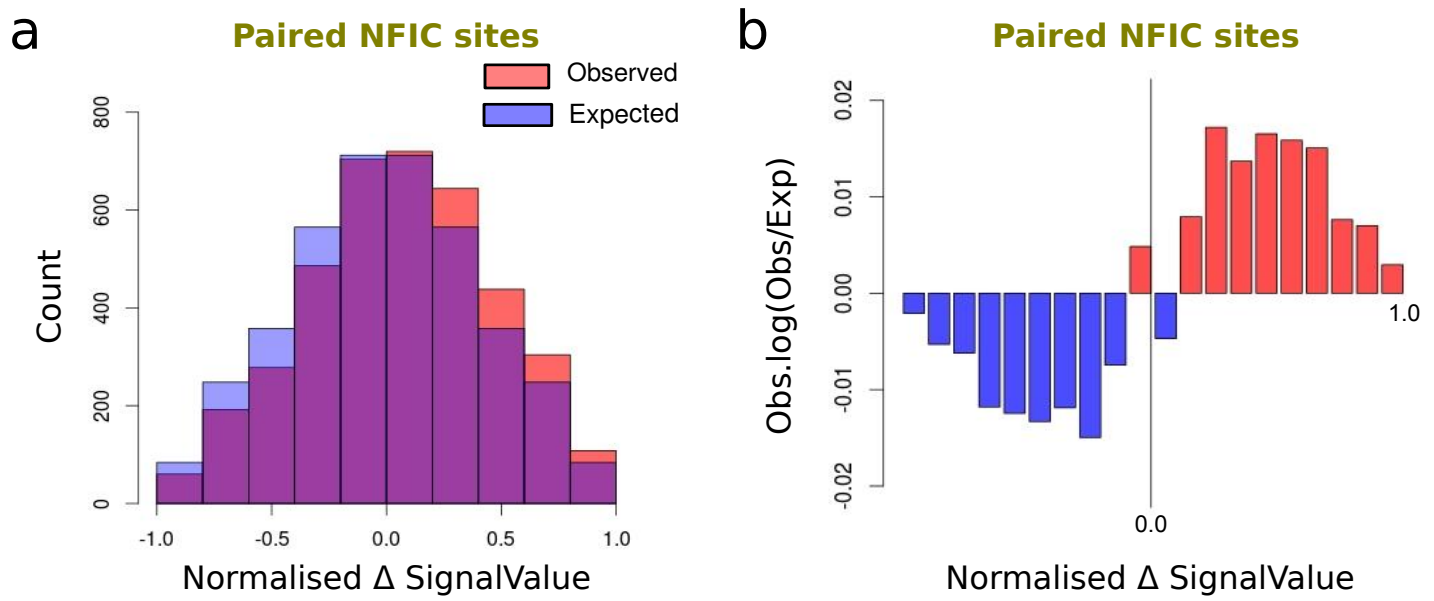 a
Paired NFIC sites
Observed
Expected
Count
800
600
400
200
0
-1.0
-0.5
0.0
0.5
1.0
Normalised Δ SignalValue
b
Paired NFIC sites
Obs.log(Obs/Exp)
0.02
0.01
0.00
-0.01
-0.02
1.0
0.0
Normalised Δ SignalValue